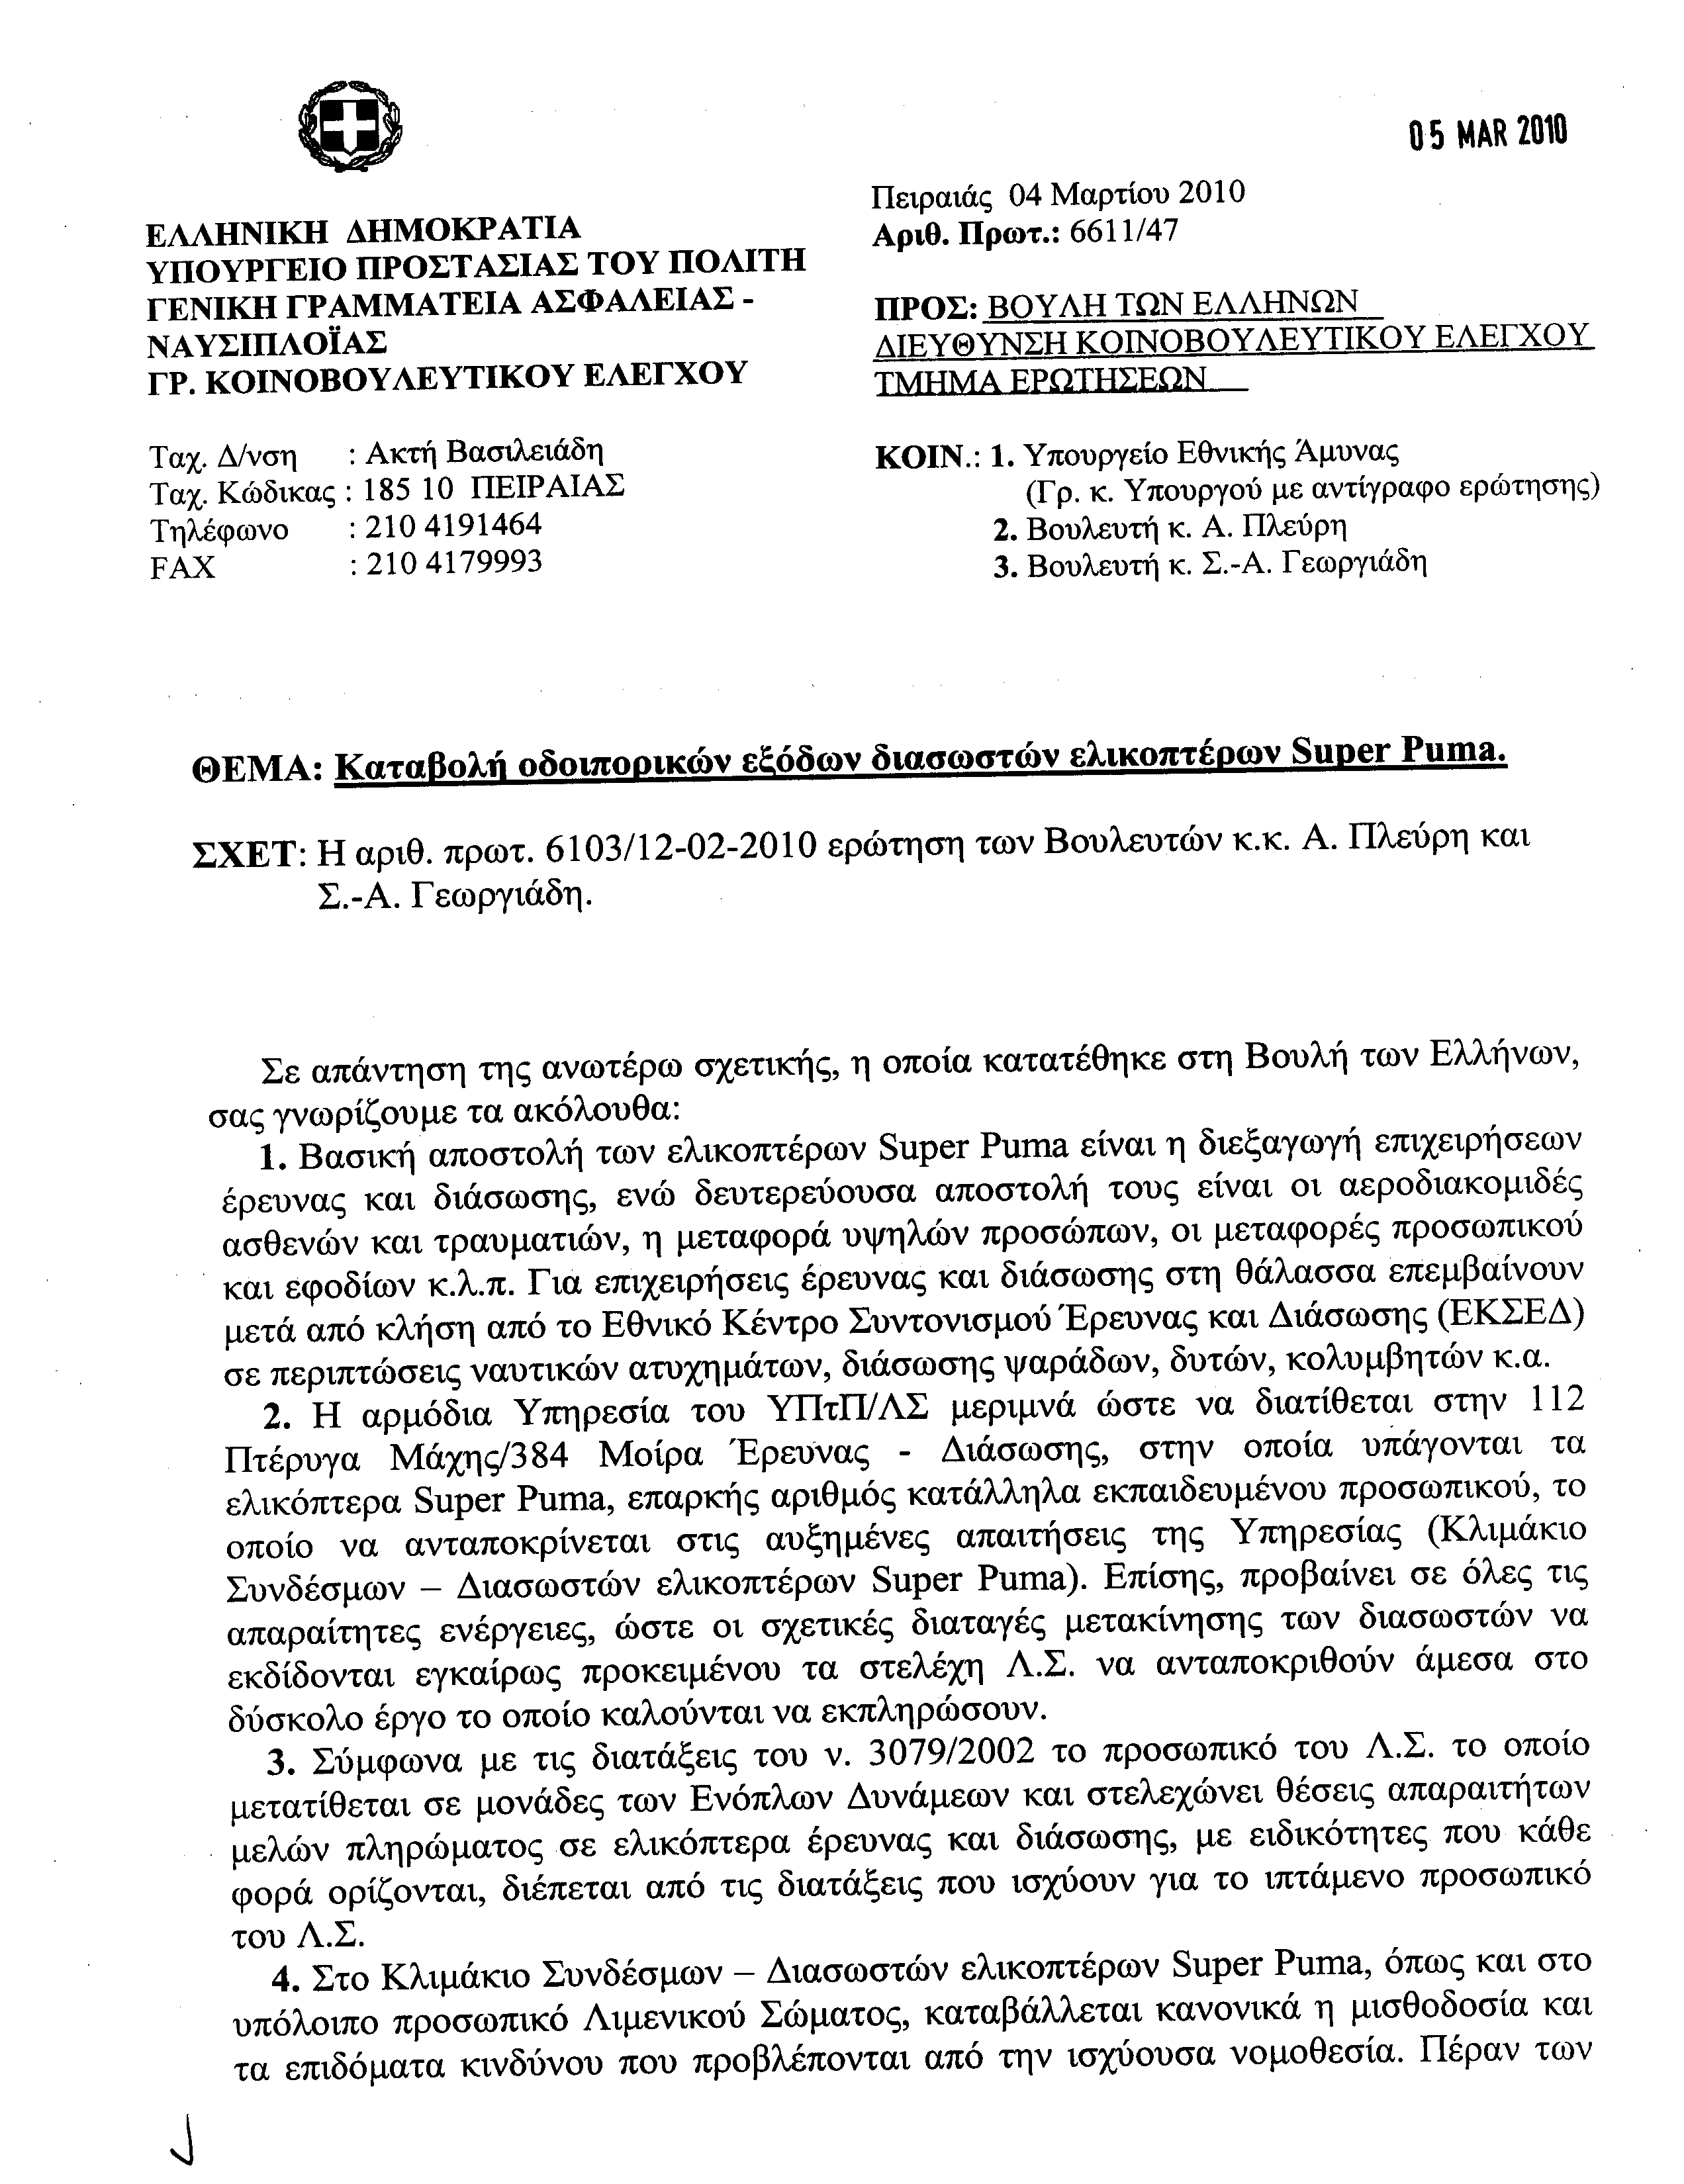 05 MAR 2010
Πειραιάς 04 Μαρτίου 2010
Αριθ. Πρωτ.: 6611/47
ΕΛΛΗΝΙΚΗ ΔΗΜΟΚΡΑΤΙΑ
ΥΠΟΥΡΓΕΙΟ ΠΡΟΣΤΑΣΙΑΣ ΤΟΥ ΠΟΛΙΤΗ
ΓΕΝΙΚΗ ΓΡΑΜΜΑΤΕΙΑ ΑΣΦΑΛΕΙΑΣ -
ΝΑΥΣΙΠΛΟΪΑΣ
ΓΡ. ΚΟΙΝΟΒΟΥΛΕΥΤΙΚΟΥ ΕΛΕΓΧΟΥ
ΠΡΟΣ: ΒΟΥΛΗ ΤΩΝ ΕΛΛΗΝΩΝ
ΔΙΕΥΘΥΝΣΗ ΚΟΙΝΟΒΟΥΛΕΥΤΙΚΟΥ ΕΛΕΓΧΟΥ
ΤΜΗΜΑ ΕΡΩΤΗΣΕΩΝ
Ταχ. Δ/νση : Ακτή Βασιλειάδη
Ταχ. Κώδικας : 185 10 ΠΕΙΡΑΙΑΣ
Τηλέφωνο : 210 4191464
FAX : 210 4179993
ΚΟΙΝ.: 1. Υπουργείο Εθνικής Άμυνας
(Γρ. κ. Υπουργού με αντίγραφο ερώτησης)
2. Βουλευτή κ. Α. Πλεύρη
3. Βουλευτή κ. Σ.-Α. Γεωργιάδη
ΘΕΜΑ: Καταβολή οδοιπορικών εξόδων διασωστών ελικοπτέρων Super Puma.
ΣΧΕΤ: Η αριθ. πρωτ. 6103/12-02-2010 ερώτηση των Βουλευτών κ.κ. Α. Πλεύρη και
Σ.-Α. Γεωργιάδη.
Σε απάντηση της ανωτέρω σχετικής, η οποία κατατέθηκε στη Βουλή των Ελλήνων,
σας γνωρίζουμε τα ακόλουθα:
1. Βασική αποστολή των ελικοπτέρων Super Puma είναι η διεξαγωγή επιχειρήσεων
έρευνας και διάσωσης, ενώ δευτερεύουσα αποστολή τους είναι οι αεροδιακομιδές
ασθενών και τραυματιών, η μεταφορά υψηλών προσώπων, οι μεταφορές προσωπικού
και εφοδίων κ.λ.π. Για επιχειρήσεις έρευνας και διάσωσης στη θάλασσα επεμβαίνουν
μετά από κλήση από το Εθνικό Κέντρο Συντονισμού Έρευνας και Διάσωσης (ΕΚΣΕΔ)
σε περιπτώσεις ναυτικών ατυχημάτων, διάσωσης ψαράδων, δυτών, κολυμβητών κ.α.
2. Η αρμόδια Υπηρεσία του ΥΠτΠ/ΛΣ μεριμνά ώστε να διατίθεται στην 112
Πτέρυγα Μάχης/384 Μοίρα Έρευνας - Διάσωσης, στην οποία υπάγονται τα
ελικόπτερα Super Puma, επαρκής αριθμός κατάλληλα εκπαιδευμένου προσωπικού, το
οποίο να ανταποκρίνεται στις αυξημένες απαιτήσεις της Υπηρεσίας (Κλιμάκιο
Συνδέσμων – Διασωστών ελικοπτέρων Super Puma). Επίσης, προβαίνει σε όλες τις
απαραίτητες ενέργειες, ώστε οι σχετικές διαταγές μετακίνησης των διασωστών να
εκδίδονται εγκαίρως προκειμένου τα στελέχη Λ.Σ. να ανταποκριθούν άμεσα στο
δύσκολο έργο το οποίο καλούνται να εκπληρώσουν.
3. Σύμφωνα με τις διατάξεις του ν. 3079/2002 το προσωπικό του Λ.Σ. το οποίο
μετατίθεται σε μονάδες των Ενόπλων Δυνάμεων και στελεχώνει θέσεις απαραιτήτων
μελών πληρώματος σε ελικόπτερα έρευνας και διάσωσης, με ειδικότητες που κάθε
φορά ορίζονται, διέπεται από τις διατάξεις που ισχύουν για το ιπτάμενο προσωπικό
του Λ.Σ.
4. Στο Κλιμάκιο Συνδέσμων – Διασωστών ελικοπτέρων Super Puma, όπως και στο
υπόλοιπο προσωπικό Λιμενικού Σώματος, καταβάλλεται κανονικά η μισθοδοσία και
τα επιδόματα κινδύνου που προβλέπονται από την ισχύουσα νομοθεσία. Πέραν των